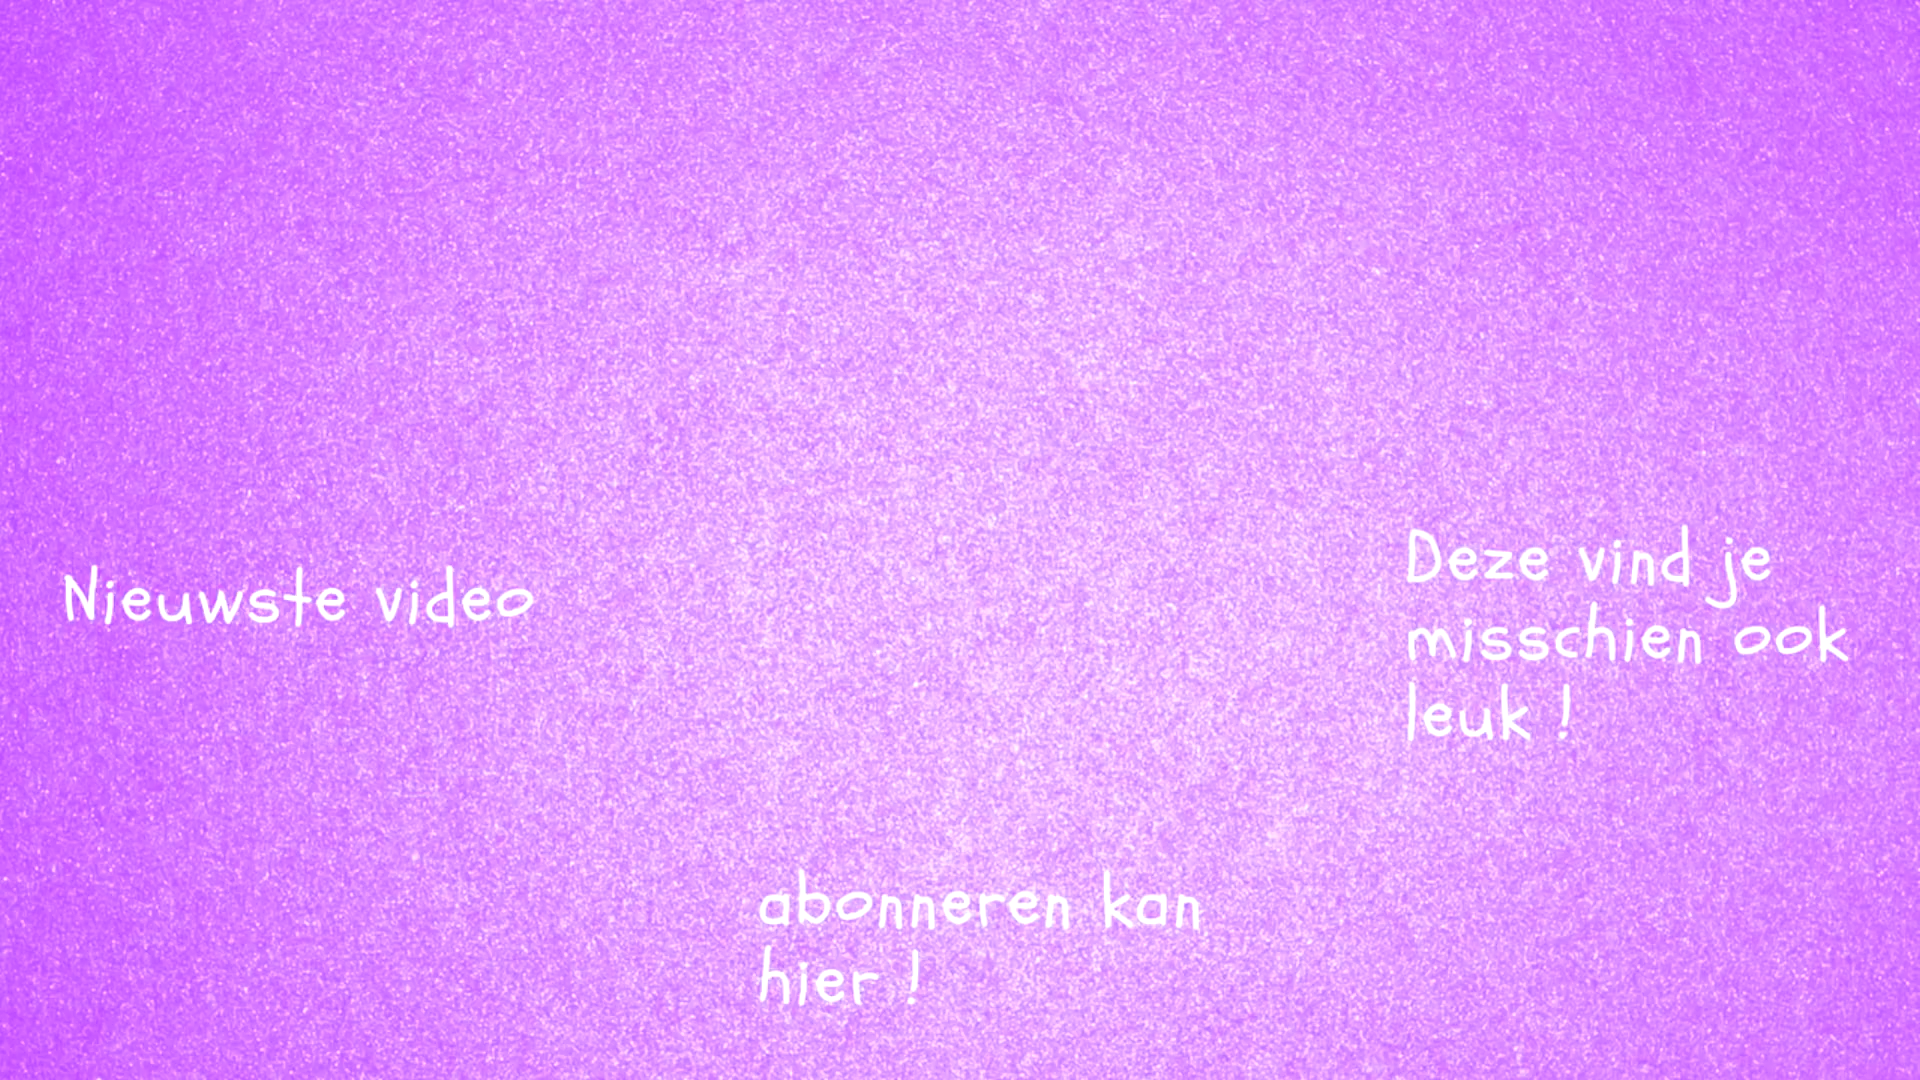 Nieuwste video
Deze vind je
misschien ook
leuk !
abonneren kan
hier !